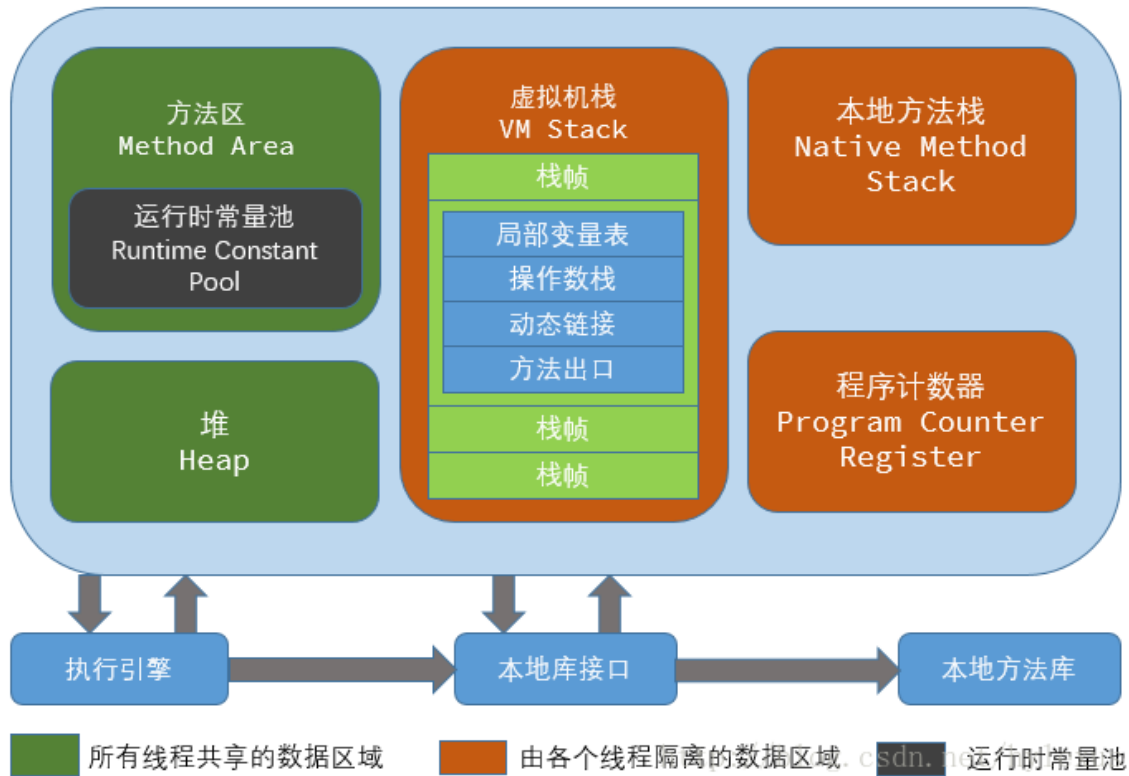 方法区
Method Area
运行时常量池
Runtime Constant
Pool
堆
Heap
虚拟机栈
VM Stack
栈帧
局部变量表
操作数栈
动态链接
方法出口
栈帧
栈帧
本地方法栈
Native Method
Stack
程序计数器
Program Counter
Register
执行引擎
本地库接口
本地方法库
所有线程共享的数据区域
由各个线程隔离的数据区域
运行时常量池